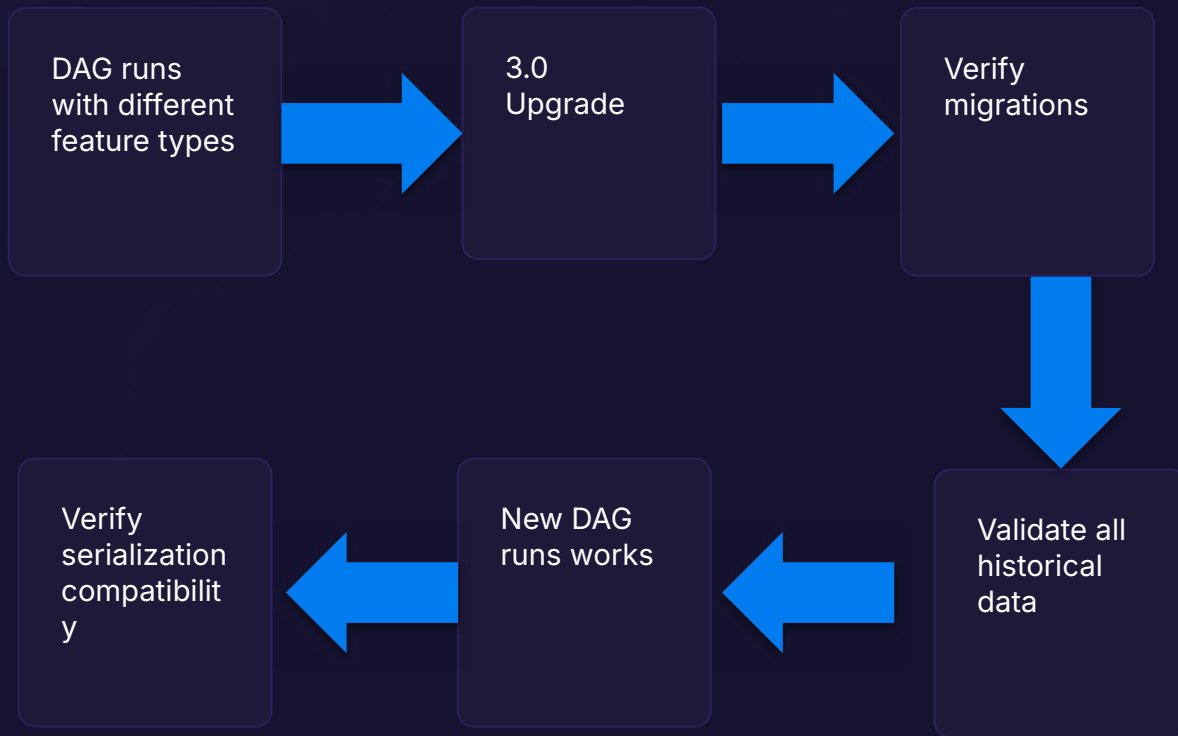 DAG runs
with different
feature types
3.0
Upgrade
Verify
migrations
Validate all
historical
data
New DAG
runs works
Verify
serialization
compatibilit
y